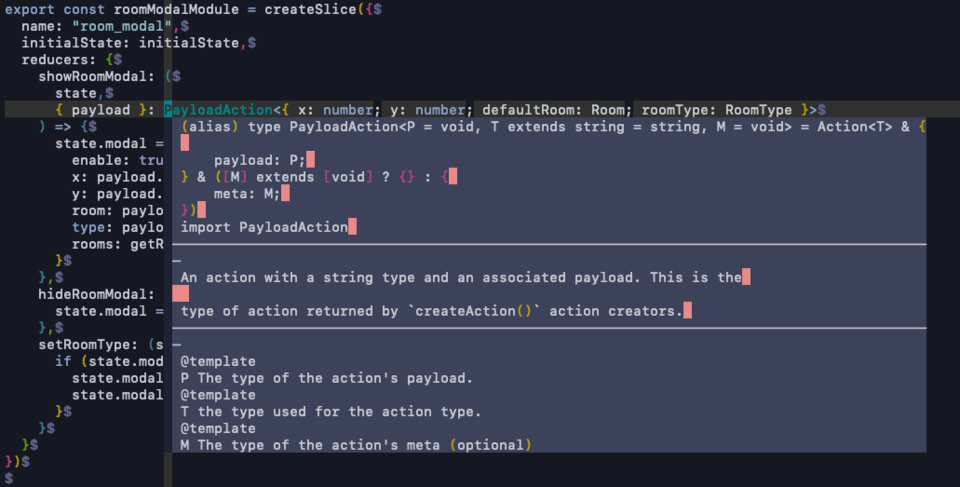 export const roomModalModule = createSlice({$
name: "room_modal",$
initialState: initialState,$
reducers: {$
showRoomModal: ($
state,$
{ payload }: PayloadAction<{ x: number; y: number; defaultRoom: Room; roomType: RoomType }>$
) => {$
(alias) type PayloadAction<P = void, T extends string = string, M = void> = Action<T> & {
state.modal =
enable: tru
payload: P;
x: payload.
} & ([M] extends [void] ? {} : {
y: payload.
meta: M;
room: paylo
})
type: paylo
import PayloadAction
rooms: getR
}$
—
},$
An action with a string type and an associated payload. This is the
hideRoomModal:
state.modal =
type of action returned by `createAction()` action creators.
},$
setRoomType: (s
—
if (state.mod
@template
state.modal
P The type of the action's payload.
state.modal
@template
}$
T the type used for the action type.
}$
@template
}$
M The type of the action's meta (optional)
})$
$